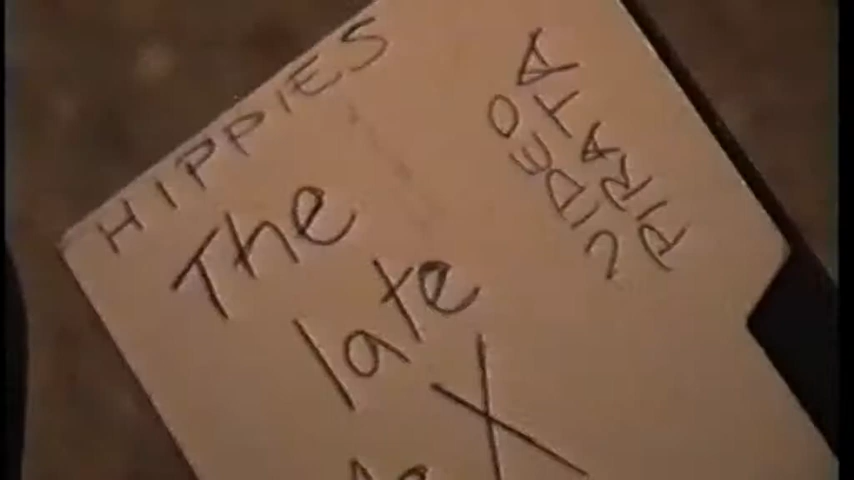 HIPPIES
The
late
X
VIDEO
PIRATA